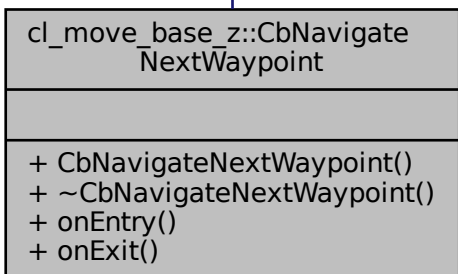 cl_move_base_z::CbNavigate
NextWaypoint
+ CbNavigateNextWaypoint()
+ ~CbNavigateNextWaypoint()
+ onEntry()
+ onExit()